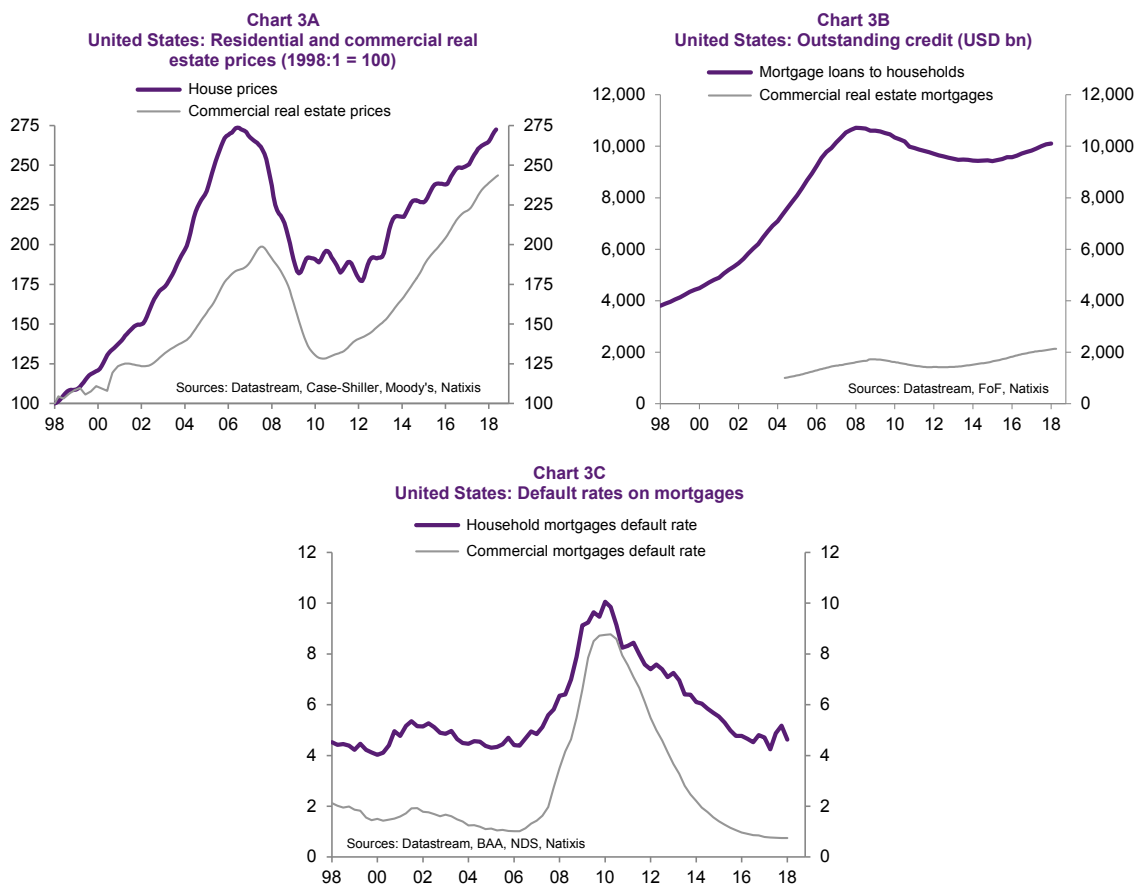 Chart 3A
United States: Residential and commercial real
estate prices (1998:1 = 100)
House prices
Commercial real estate prices
275 275
250 250
225 225
200 200
175 175
150 150
125 125
100 100
Sources: Datastream, Case-Shiller, Moody's, Natixis
98 00 02 04 06 08 10 12 14 16 18
Chart 3B
United States: Outstanding credit (USD bn)
Mortgage loans to households
Commercial real estate mortgages
12,000 12,000
10,000 10,000
8,000 8,000
6,000 6,000
4,000 4,000
2,000 2,000
0 0
Sources: Datastream, FoF, Natixis
98 00 02 04 06 08 10 12 14 16 18
Chart 3C
United States: Default rates on mortgages
Household mortgages default rate
Commercial mortgages default rate
12 12
10 10
8 8
6 6
4 4
2 2
0 0
Sources: Datastream, BAA, NDS, Natixis
98 00 02 04 06 08 10 12 14 16 18